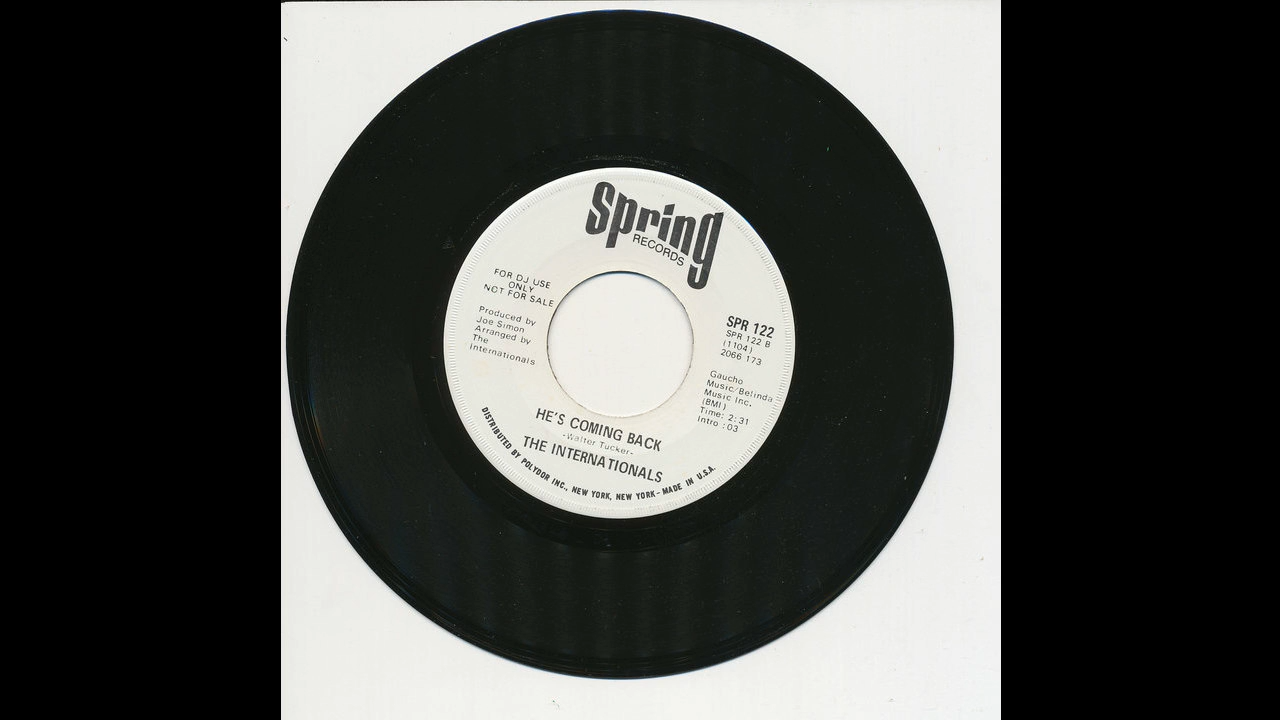 Spring
RECORDS
FOR DJ USE
ONLY
NOT FOR SALE
Produced by
Joe Simon
Arranged by
The
Internationals
SPR 122
SPR 122 B
(1104)
2066 173
Gaucho
Music/Belinda
Music Inc.
(BMI)
Time: 2:31
Intro :03
HE'S COMING BACK
-Walter Tucker-
THE INTERNATIONALS
DISTRIBUTED BY POLYDOR INC., NEW YORK, NEW YORK - MADE IN U.S.A.